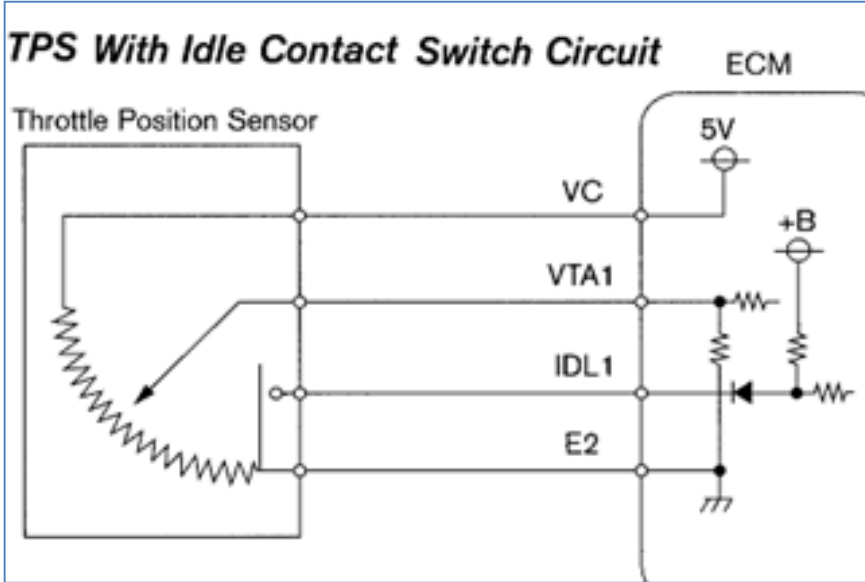 TPS With Idle Contact Switch Circuit
ECM
Throttle Position Sensor
5V
VC
+B
VTA1
IDL1
E2